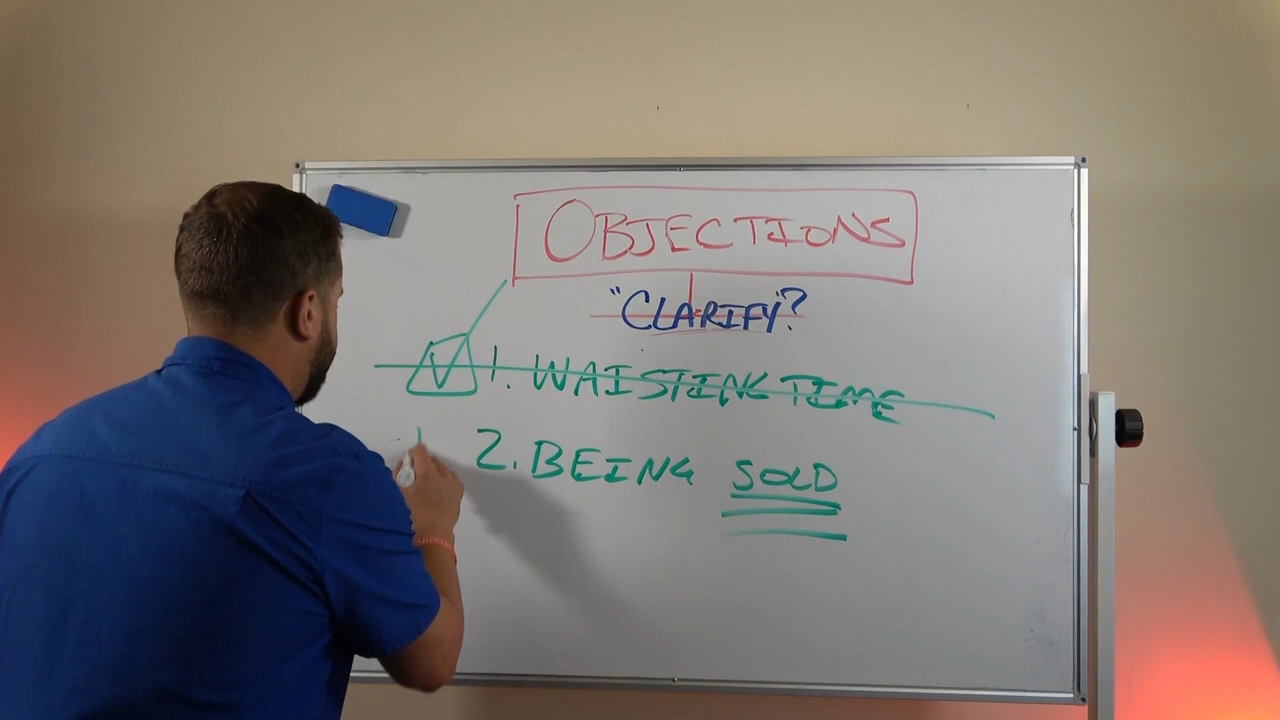 OBJECTIONS
"CLARIFY"?
1. WAISTING TIME
2. BEING SOLD